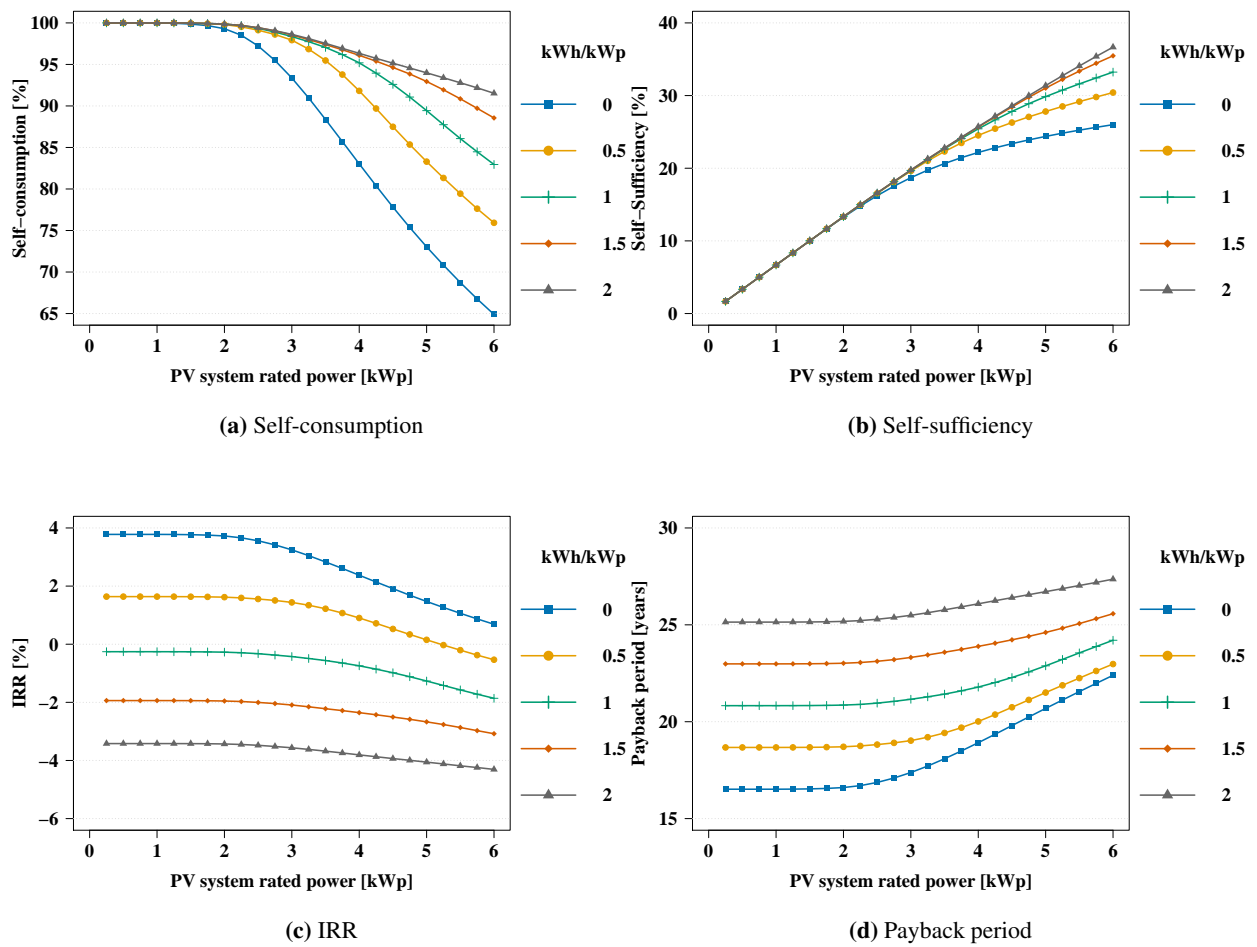 100
95
90
85
80
75
70
65
Self−consumption [%]
0 1 2 3 4 5 6
PV system rated power [kWp]
kWh/kWp
0
0.5
1
1.5
2
(a) Self-consumption
40
30
20
10
0
Self−Sufficiency [%]
0 1 2 3 4 5 6
PV system rated power [kWp]
kWh/kWp
0
0.5
1
1.5
2
(b) Self-sufficiency
4
2
0
−2
−4
−6
IRR [%]
0 1 2 3 4 5 6
PV system rated power [kWp]
kWh/kWp
0
0.5
1
1.5
2
(c) IRR
30
25
20
15
Payback period [years]
0 1 2 3 4 5 6
PV system rated power [kWp]
kWh/kWp
0
0.5
1
1.5
2
(d) Payback period